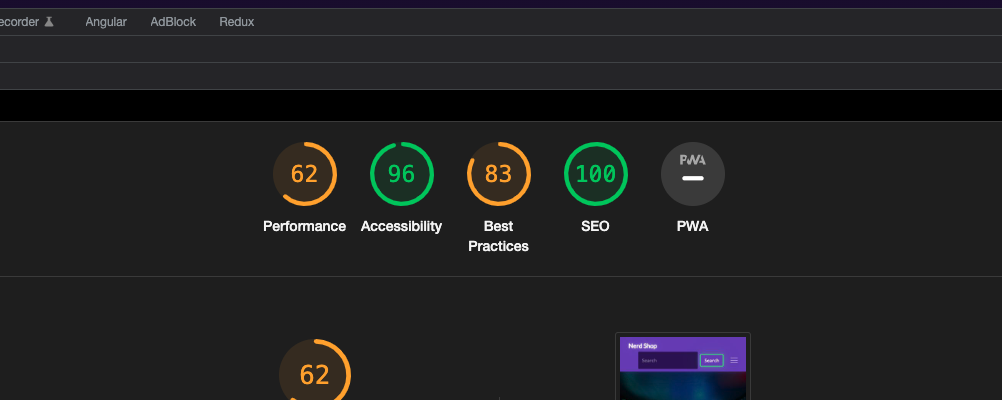 ecorder Angular AdBlock Redux
62 96 83 100 PWA
Performance Accessibility Best Practices SEO PWA
62
Nerd Shop
Search Search